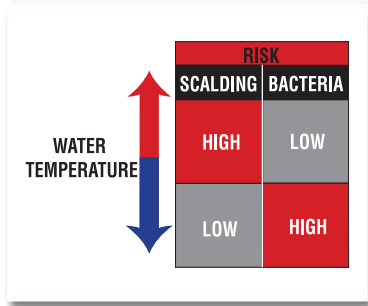 RISK
SCALDING BACTERIA
HIGH LOW
WATER
TEMPERATURE
LOW HIGH